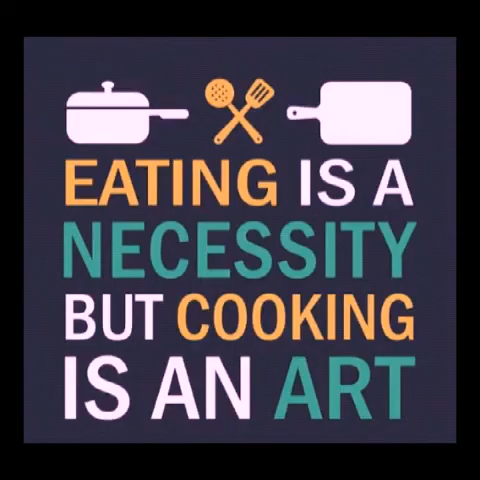 EATING IS A
NECESSITY
BUT COOKING
IS AN ART